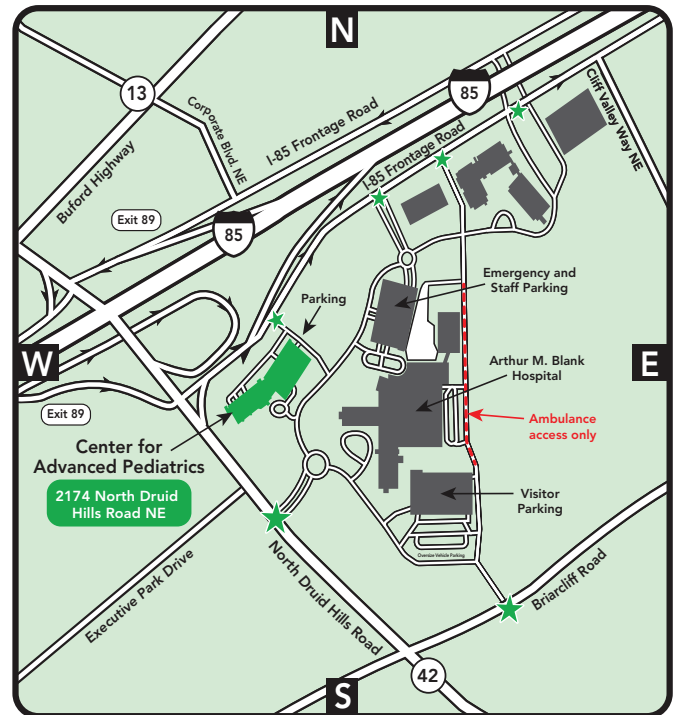 N
13
Corporate Blvd. NE
Buford Highway
I-85 Frontage Road
85
Cliff Valley Way NE
I-85 Frontage Road
Exit 89
85
Emergency and
Staff Parking
Parking
W
E
Arthur M. Blank
Hospital
Exit 89
Ambulance
access only
Center for
Advanced Pediatrics
2174 North Druid
Hills Road NE
Visitor
Parking
Oversize Vehicle Parking
Executive Park Drive
North Druid Hills Road
Briarcliff Road
42
S